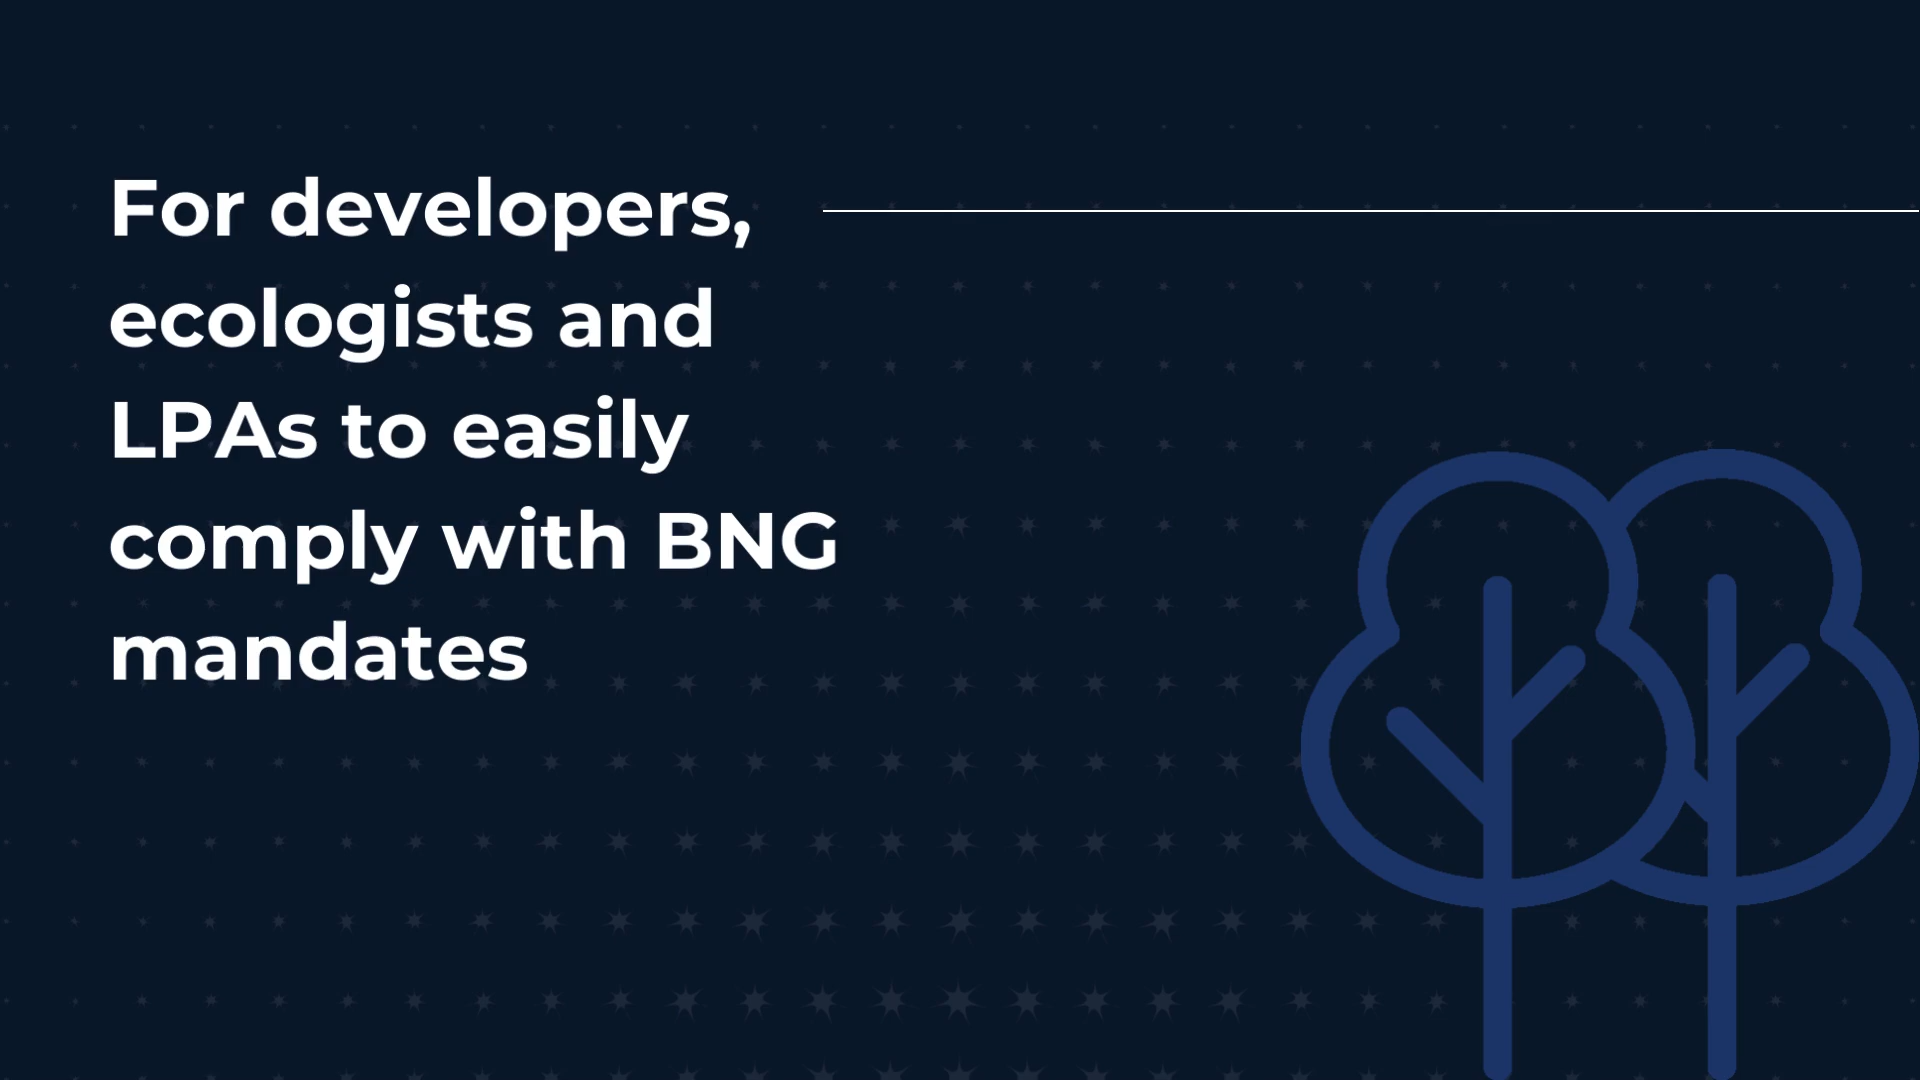 For developers,
ecologists and
LPAs to easily
comply with BNG
mandates